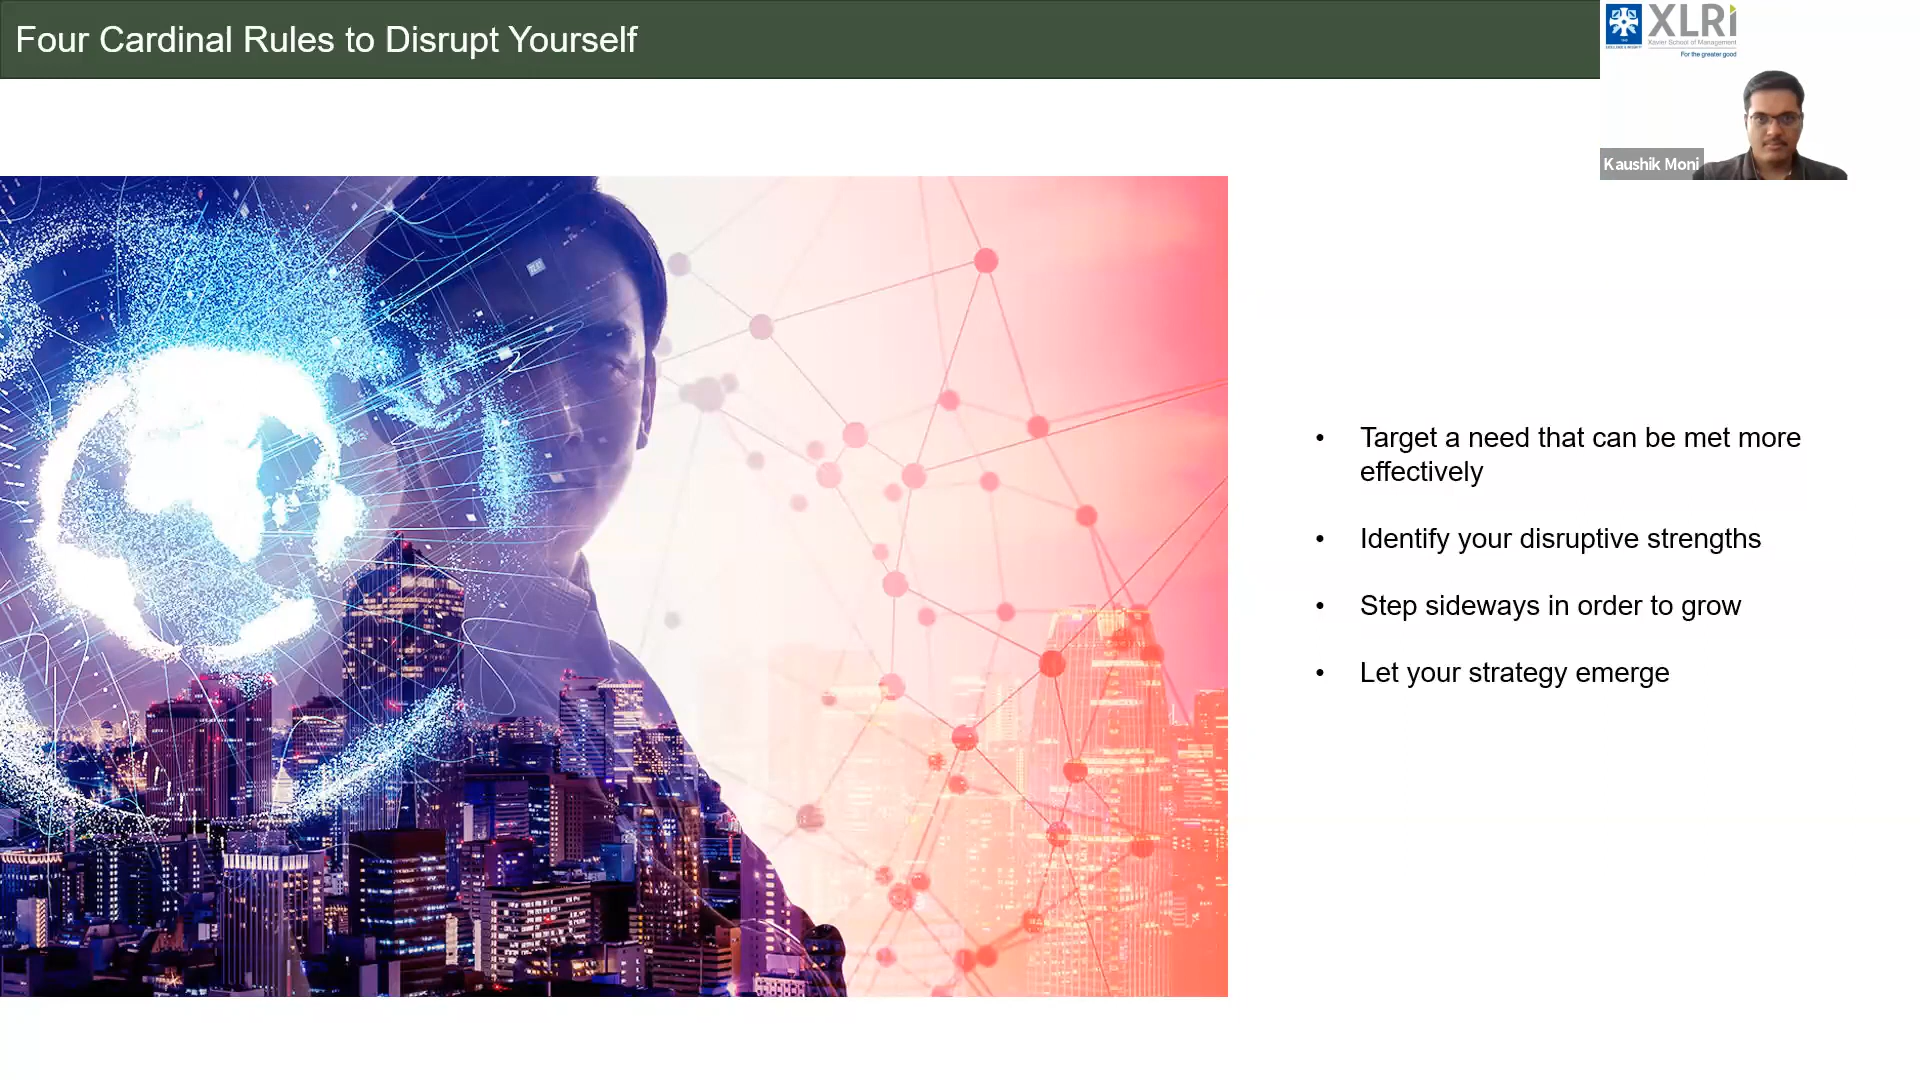 Four Cardinal Rules to Disrupt Yourself
XLRI
Xavier School of Management
For the greater good
Kaushik Moni
• Target a need that can be met more
effectively
• Identify your disruptive strengths
• Step sideways in order to grow
• Let your strategy emerge